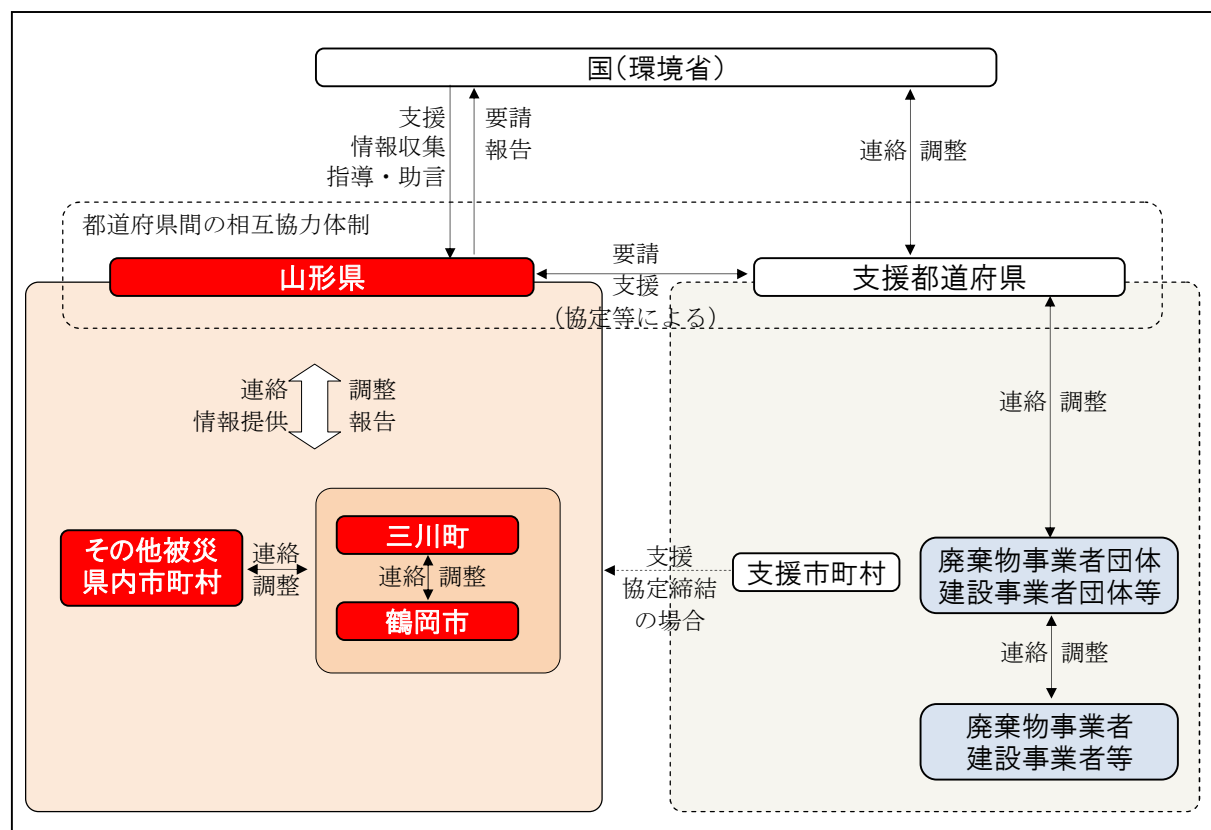 国(環境省)
支援
情報収集
指導・助言
要請
報告
連絡
調整
都道府県間の相互協力体制
山形県
要請
支援
(協定等による)
支援都道府県
連絡
情報提供
調整
報告
連絡
調整
その他被災
県内市町村
連絡
調整
三川町
連絡
調整
鶴岡市
支援
協定締結
の場合
支援市町村
廃棄物事業者団体
建設事業者団体等
連絡
調整
廃棄物事業者
建設事業者等